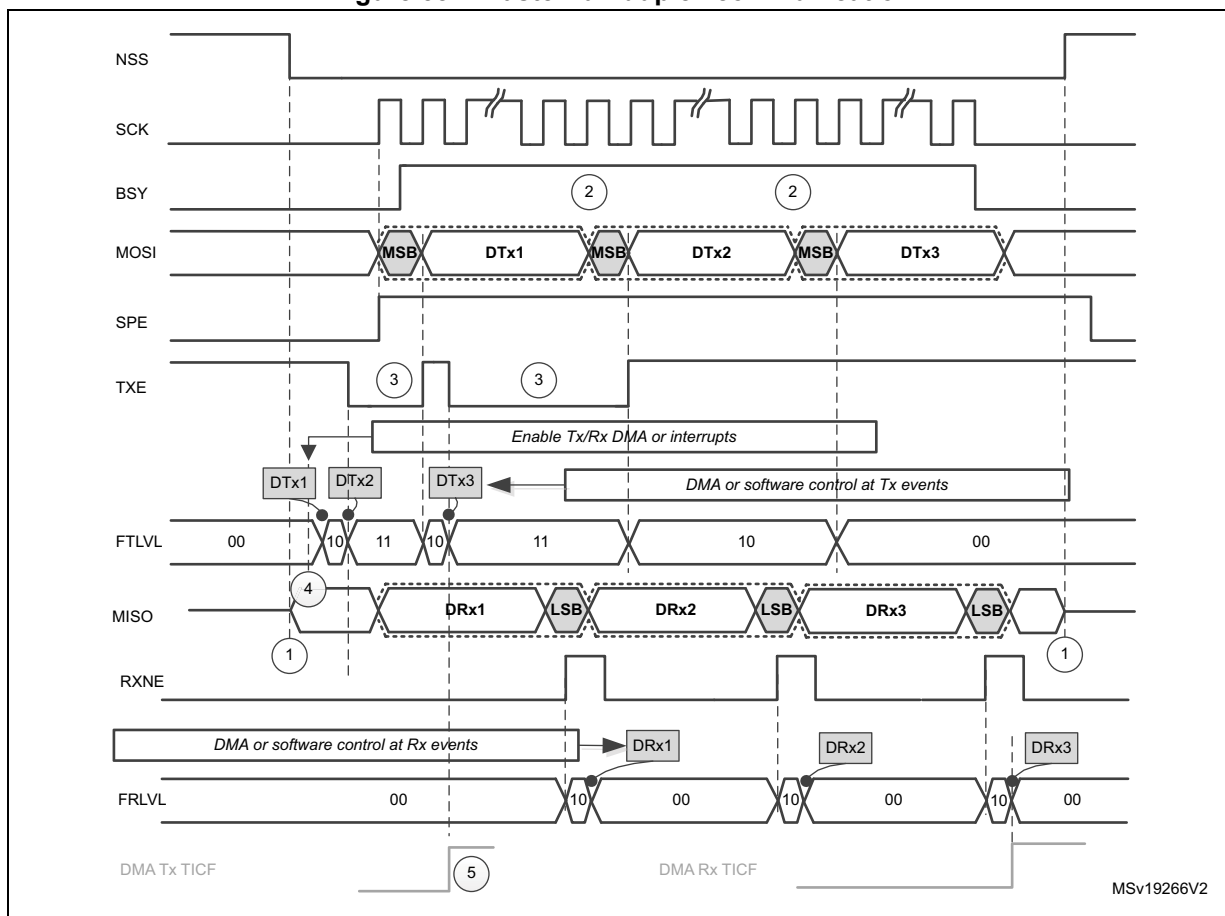 NSS
SCK
BSY
2 2
MOSI
MSB DTx1 MSB DTx2 MSB DTx3
SPE
TXE
3 3
Enable Tx/Rx DMA or interrupts
DTx1 DTx2 DTx3 DMA or software control at Tx events
FTLVL 00 10 11 10 11 10 00
4
MISO DRx1 LSB DRx2 LSB DRx3 LSB
1 1
RXNE
DMA or software control at Rx events DRx1 DRx2 DRx3
FRLVL 00 10 00 10 00 10 00
DMA Tx TICF 5 DMA Rx TICF
MSv19266V2